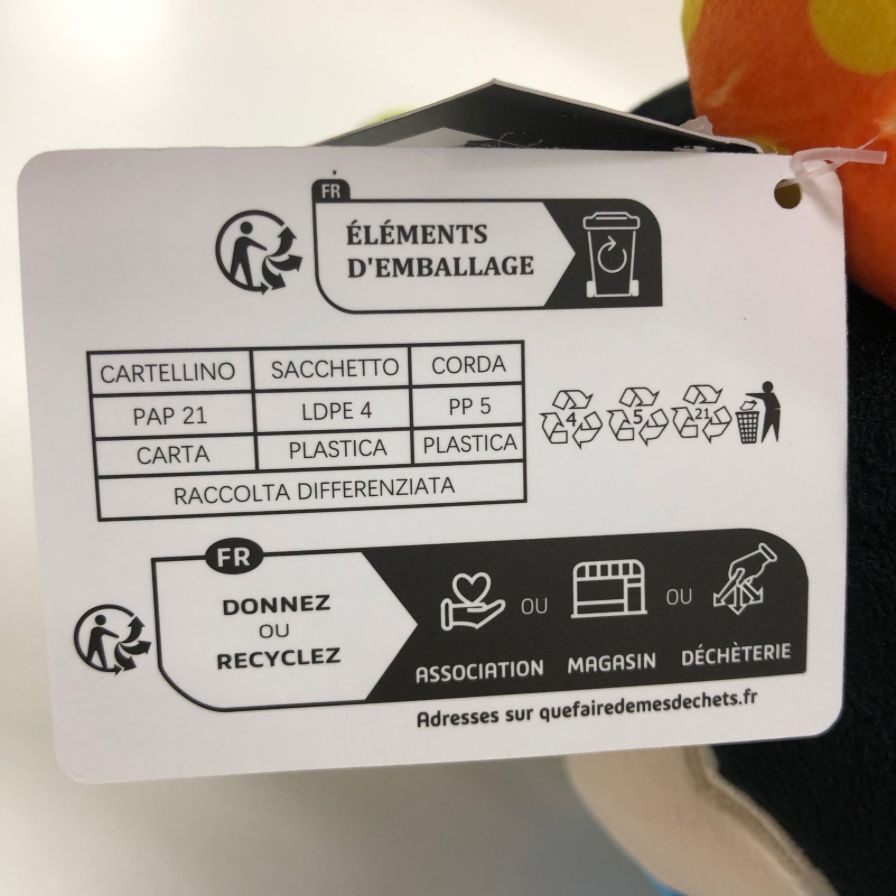 FR
ÉLÉMENTS
D'EMBALLAGE
CARTELLINO SACCHETTO CORDA
PAP 21 LDPE 4 PP 5
CARTA PLASTICA PLASTICA
RACCOLTA DIFFERENZIATA
4 5 21
FR
DONNEZ
OU
RECYCLEZ
OU OU
ASSOCIATION MAGASIN DÉCHÈTERIE
Adresses sur quefairedemesdechets.fr